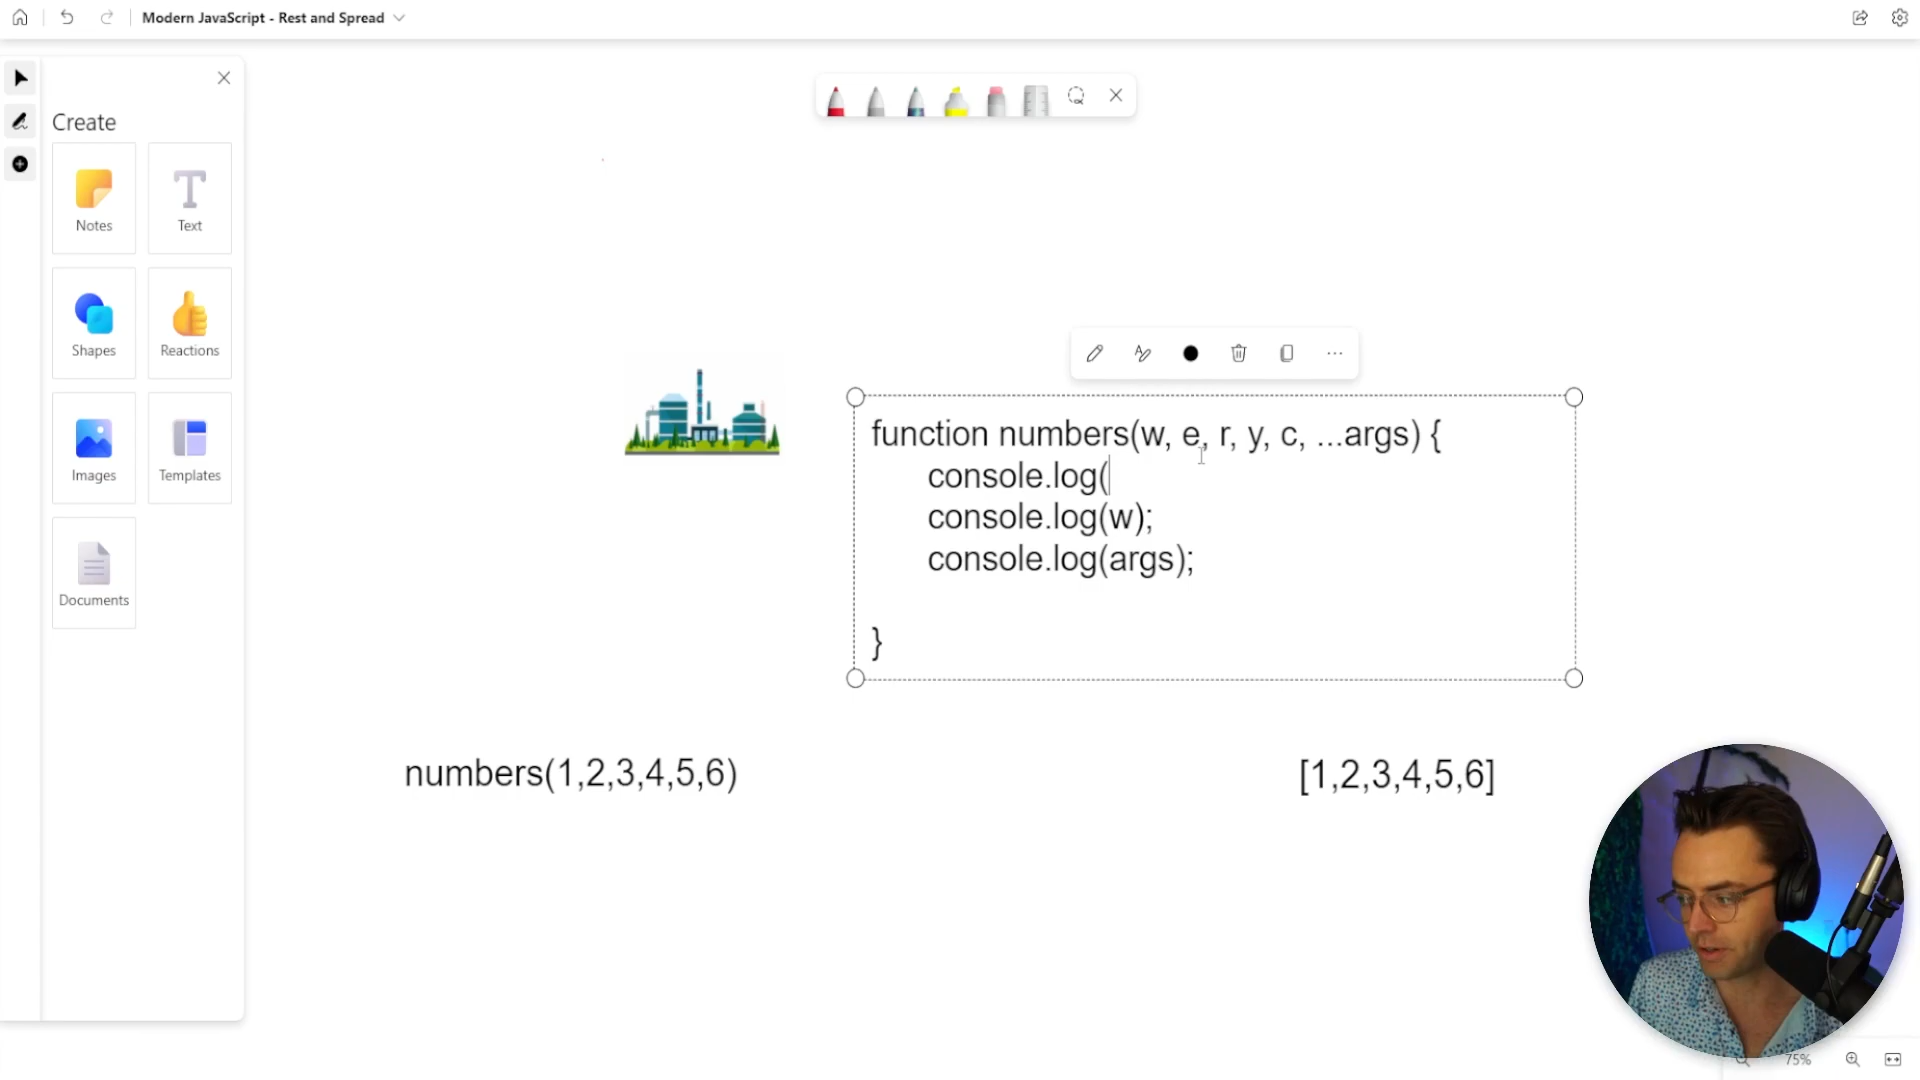 Modern JavaScript - Rest and Spread
Create
Notes
Text
Shapes
Reactions
Images
Templates
Documents
function numbers(w, e, r, y, c, ...args) {
console.log(
console.log(w);
console.log(args);
}
numbers(1,2,3,4,5,6)
[1,2,3,4,5,6]
75%